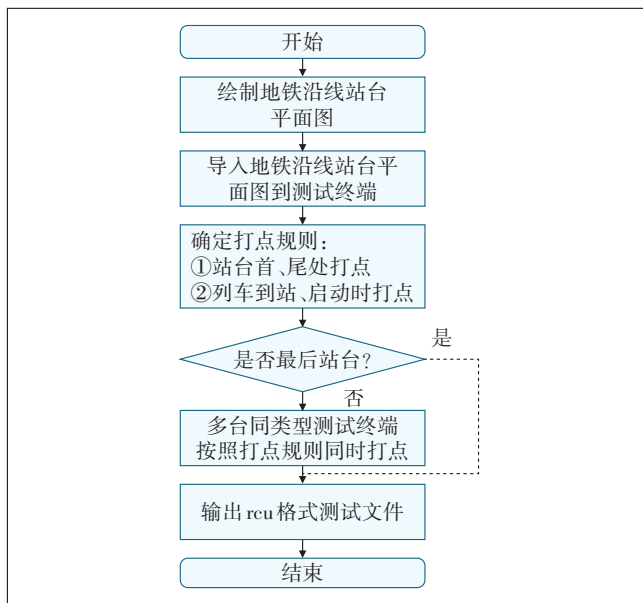 开始
绘制地铁沿线站台
平面图
导入地铁沿线站台平
面图到测试终端
确定打点规则：
①站台首、尾处打点
②列车到站、启动时打点
是否最后站台？
是
否
多台同类型测试终端
按照打点规则同时打点
输出rcu格式测试文件
结束